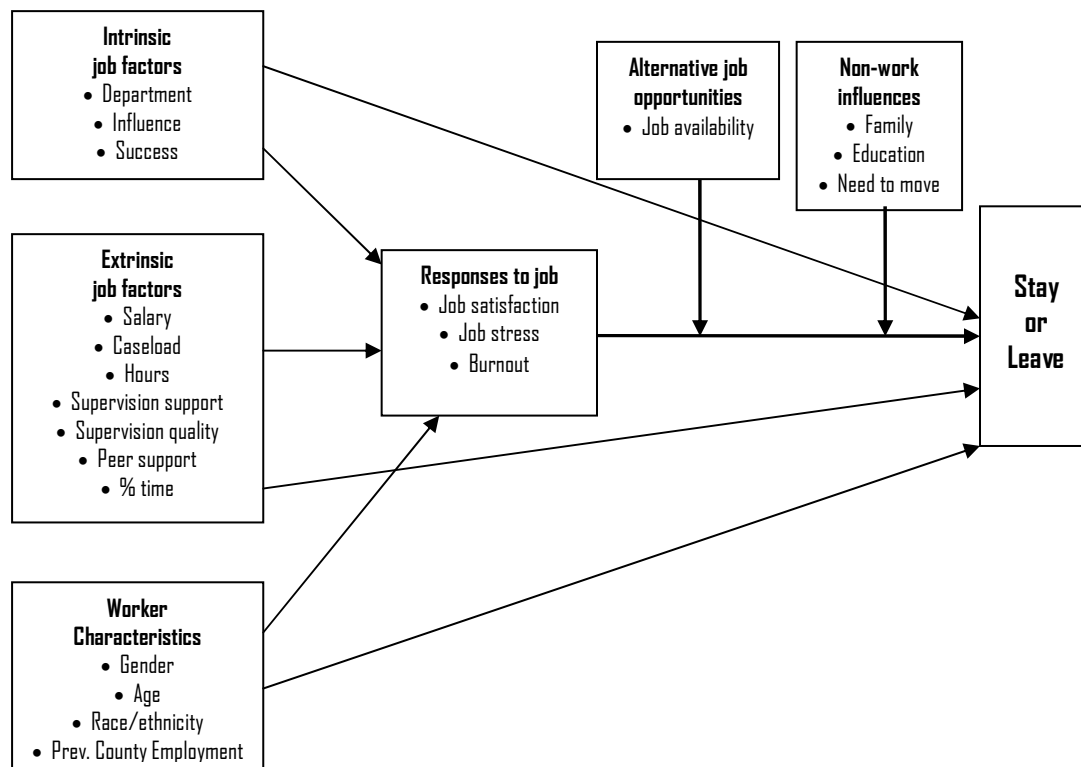 Intrinsic
job factors
• Department
• Influence
• Success
Alternative job
opportunities
• Job availability
Non-work
influences
• Family
• Education
• Need to move
Extrinsic
job factors
• Salary
• Caseload
• Hours
• Supervision support
• Supervision quality
• Peer support
• % time
Responses to job
• Job satisfaction
• Job stress
• Burnout
Stay
or
Leave
Worker
Characteristics
• Gender
• Age
• Race/ethnicity
• Prev. County Employment